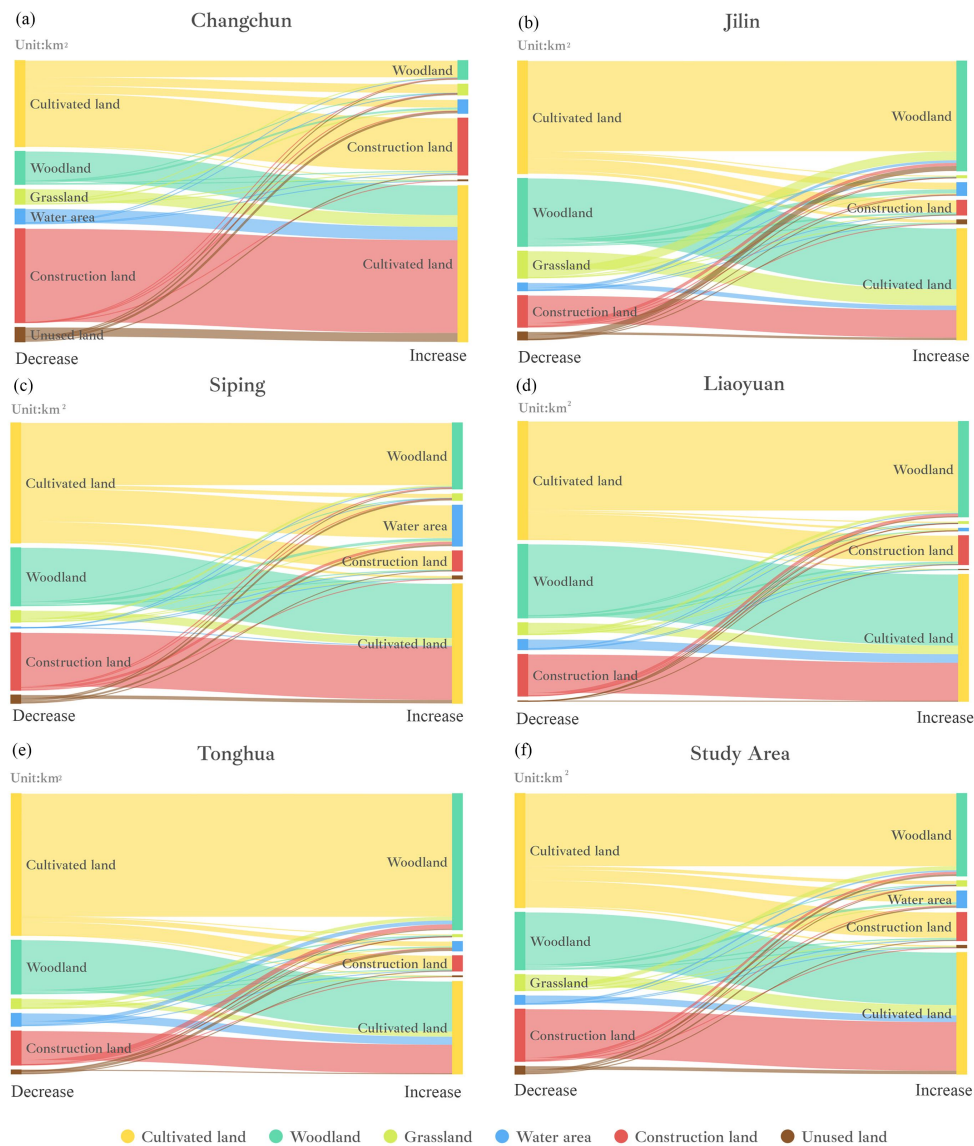 (a)
Changchun
Unit:km²
Cultivated land
Woodland
Grassland
Water area
Construction land
Unused land
Woodland
Construction land
Cultivated land
Decrease
Increase
(b)
Jilin
Unit:km²
Cultivated land
Woodland
Grassland
Construction land
Woodland
Construction land
Cultivated land
Decrease
Increase
(c)
Siping
Unit:km²
Cultivated land
Woodland
Construction land
Woodland
Water area
Construction land
Cultivated land
Decrease
Increase
(d)
Liaoyuan
Unit:km²
Cultivated land
Woodland
Construction land
Woodland
Construction land
Cultivated land
Decrease
Increase
(e)
Tonghua
Unit:km²
Cultivated land
Woodland
Construction land
Woodland
Construction land
Cultivated land
Decrease
Increase
(f)
Study Area
Unit:km²
Cultivated land
Woodland
Grassland
Construction land
Woodland
Water area
Construction land
Cultivated land
Decrease
Increase
Cultivated land Woodland Grassland Water area Construction land Unused land